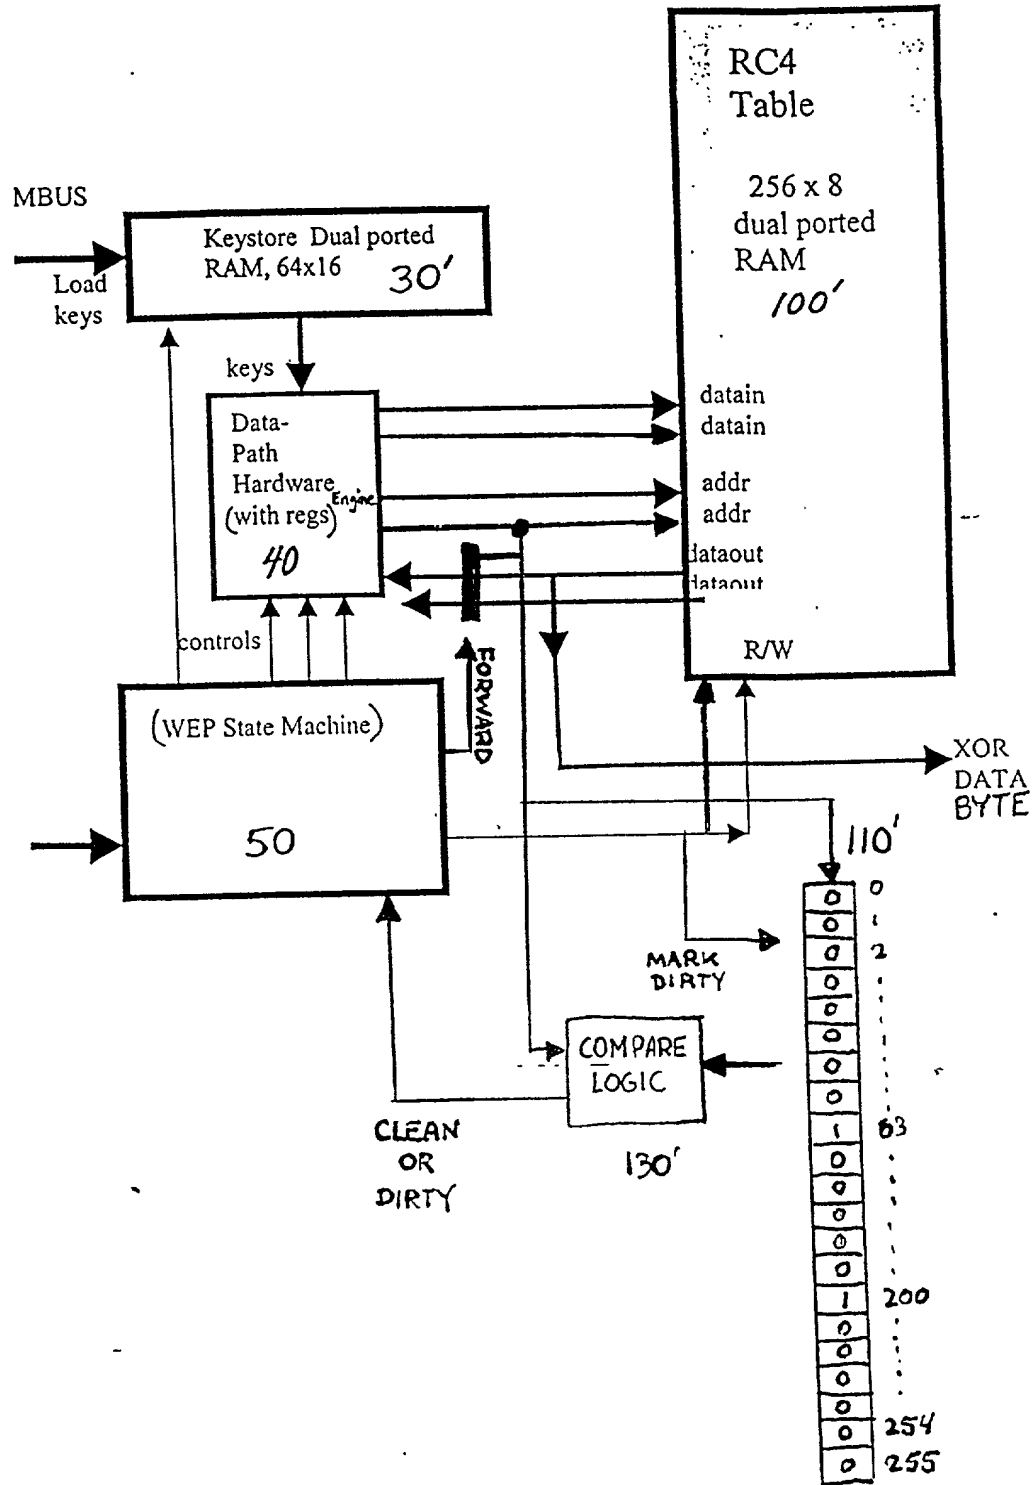 RC4
Table
256 x 8
dual ported
RAM
100'
MBUS
Load
keys
Keystore Dual ported
RAM, 64x16
30'
keys
Data-
Path
Hardware
Engine
(with regs)
40
datain
datain
addr
addr
dataout
dataout
R/W
controls
FORWARD
(WEP State Machine)
50
XOR
DATA
BYTE
110'
MARK
DIRTY
COMPARE
LOGIC
130'
CLEAN
OR
DIRTY
0 0
0 1
0 2
0
0
0
0
0
1 63
0
0
0
0
0
1 200
0
0
0
0
0 254
0 255